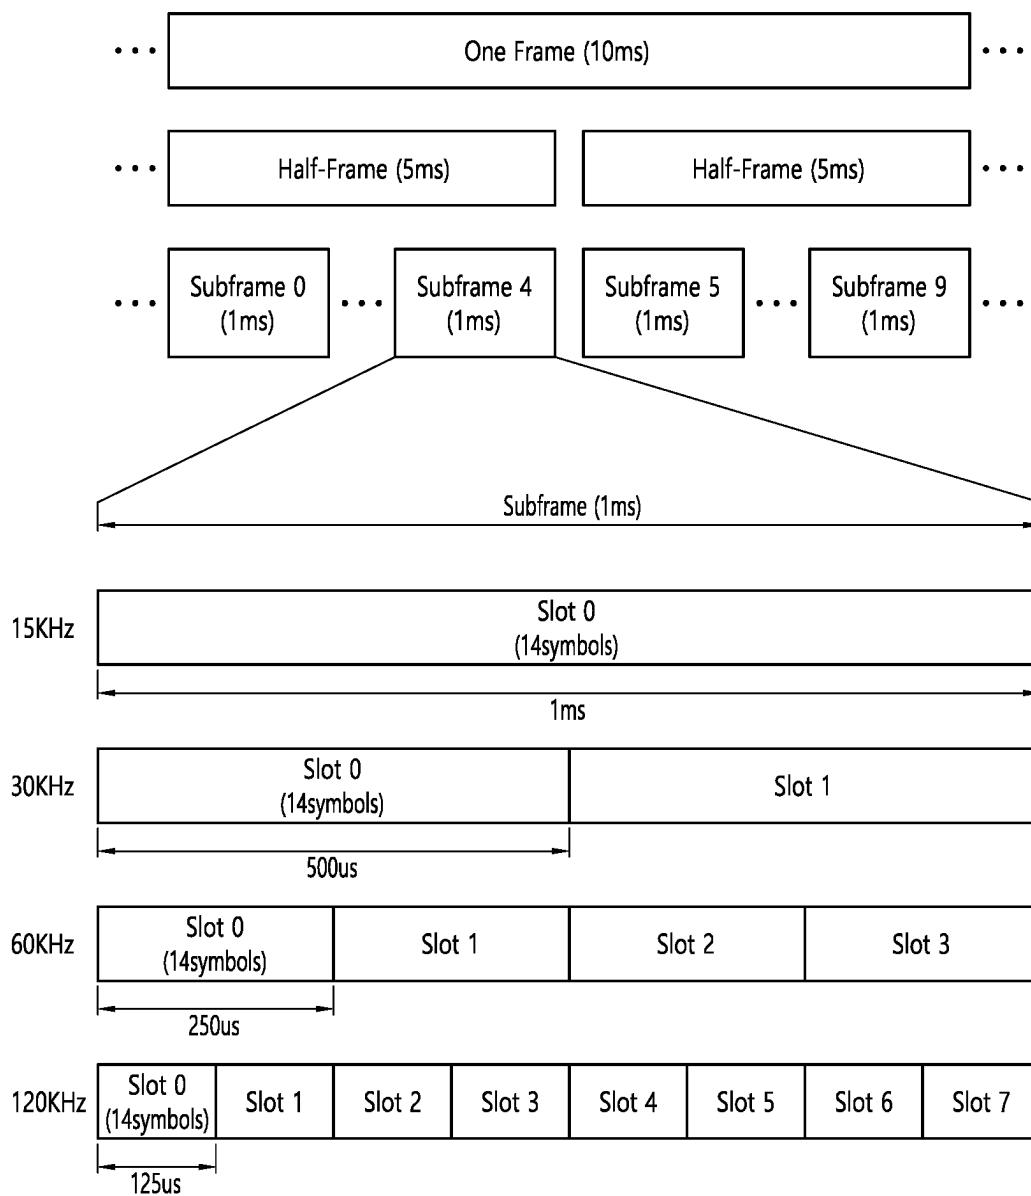 ••• One Frame (10ms) •••
••• Half-Frame (5ms) Half-Frame (5ms) •••
••• Subframe 0 ••• Subframe 4 Subframe 5 ••• Subframe 9 •••
(1ms) (1ms) (1ms) (1ms)
Subframe (1ms)
15KHz Slot 0
(14symbols)
1ms
30KHz Slot 0 Slot 1
(14symbols)
500us
60KHz Slot 0 Slot 1 Slot 2 Slot 3
(14symbols)
250us
120KHz Slot 0 Slot 1 Slot 2 Slot 3 Slot 4 Slot 5 Slot 6 Slot 7
(14symbols)
125us